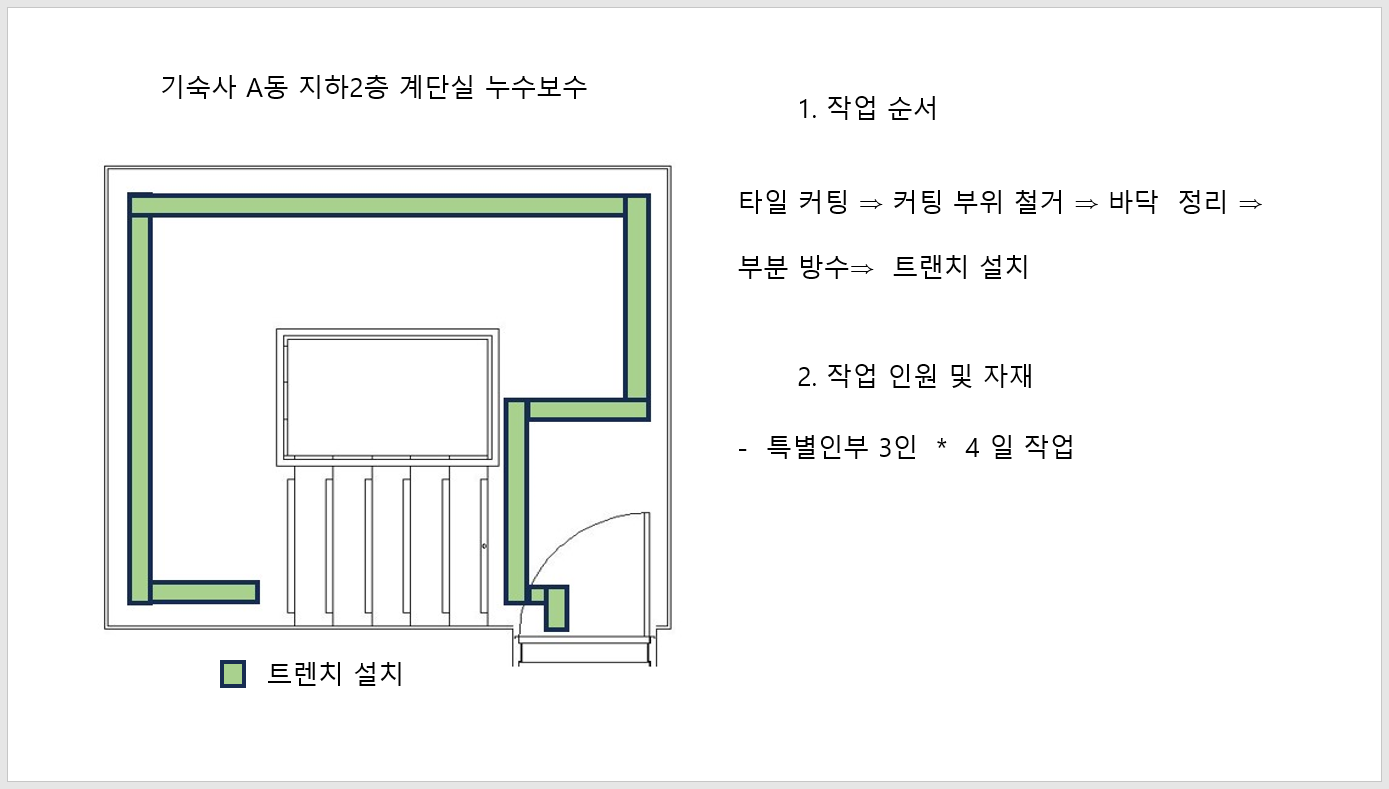 기숙사 A동 지하2층 계단실 누수보수
트렌치 설치
1. 작업 순서
타일 커팅 ⇒ 커팅 부위 철거 ⇒ 바닥  정리 ⇒
부분 방수⇒  트랜치 설치
2. 작업 인원 및 자재
-  특별인부 3인  *  4 일 작업